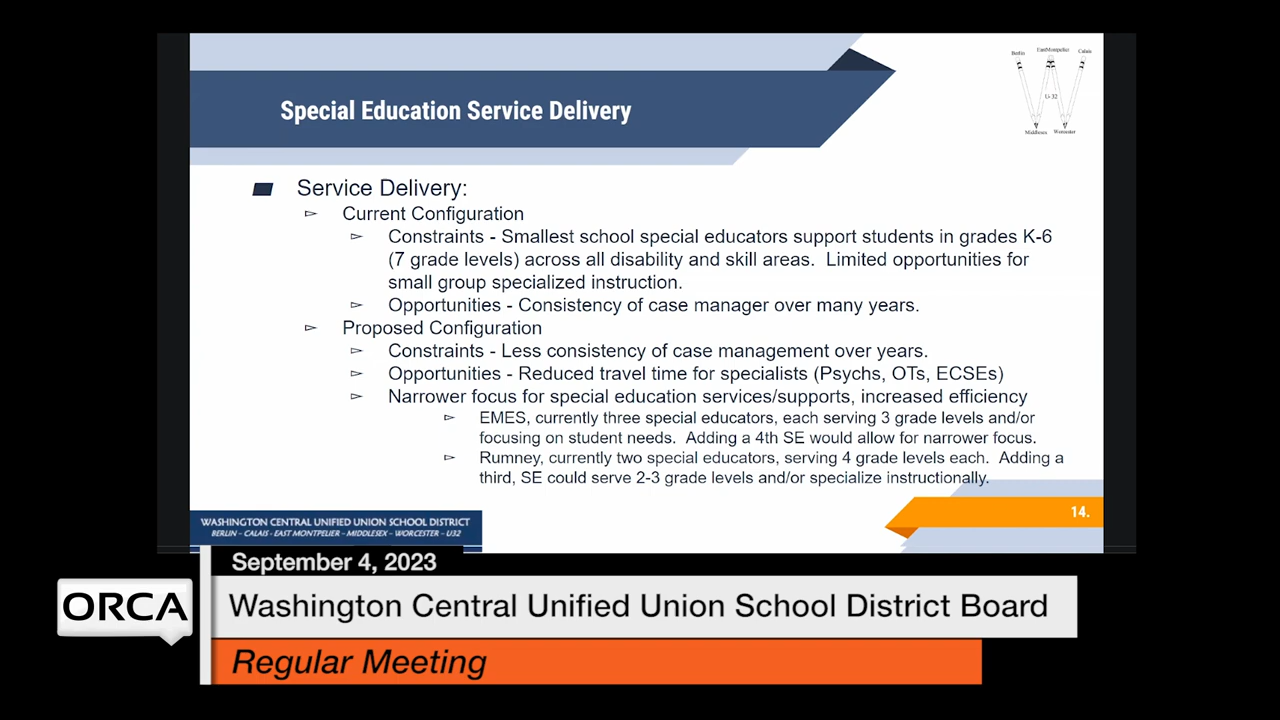 Special Education Service Delivery
Berlin
EastMontpelier
Calais
U-32
Middlesex
Worcester
Service Delivery:
Current Configuration
Constraints - Smallest school special educators support students in grades K-6
(7 grade levels) across all disability and skill areas. Limited opportunities for
small group specialized instruction.
Opportunities - Consistency of case manager over many years.
Proposed Configuration
Constraints - Less consistency of case management over years.
Opportunities - Reduced travel time for specialists (Psychs, OTs, ECSEs)
Narrower focus for special education services/supports, increased efficiency
EMES, currently three special educators, each serving 3 grade levels and/or
focusing on student needs. Adding a 4th SE would allow for narrower focus.
Rumney, currently two special educators, serving 4 grade levels each. Adding a
third, SE could serve 2-3 grade levels and/or specialize instructionally.
14.
WASHINGTON CENTRAL UNIFIED UNION SCHOOL DISTRICT
BERLIN – CALAIS - EAST MONTPELIER – MIDDLESEX – WORCESTER – U32
September 4, 2023
ORCA
Washington Central Unified Union School District Board
Regular Meeting